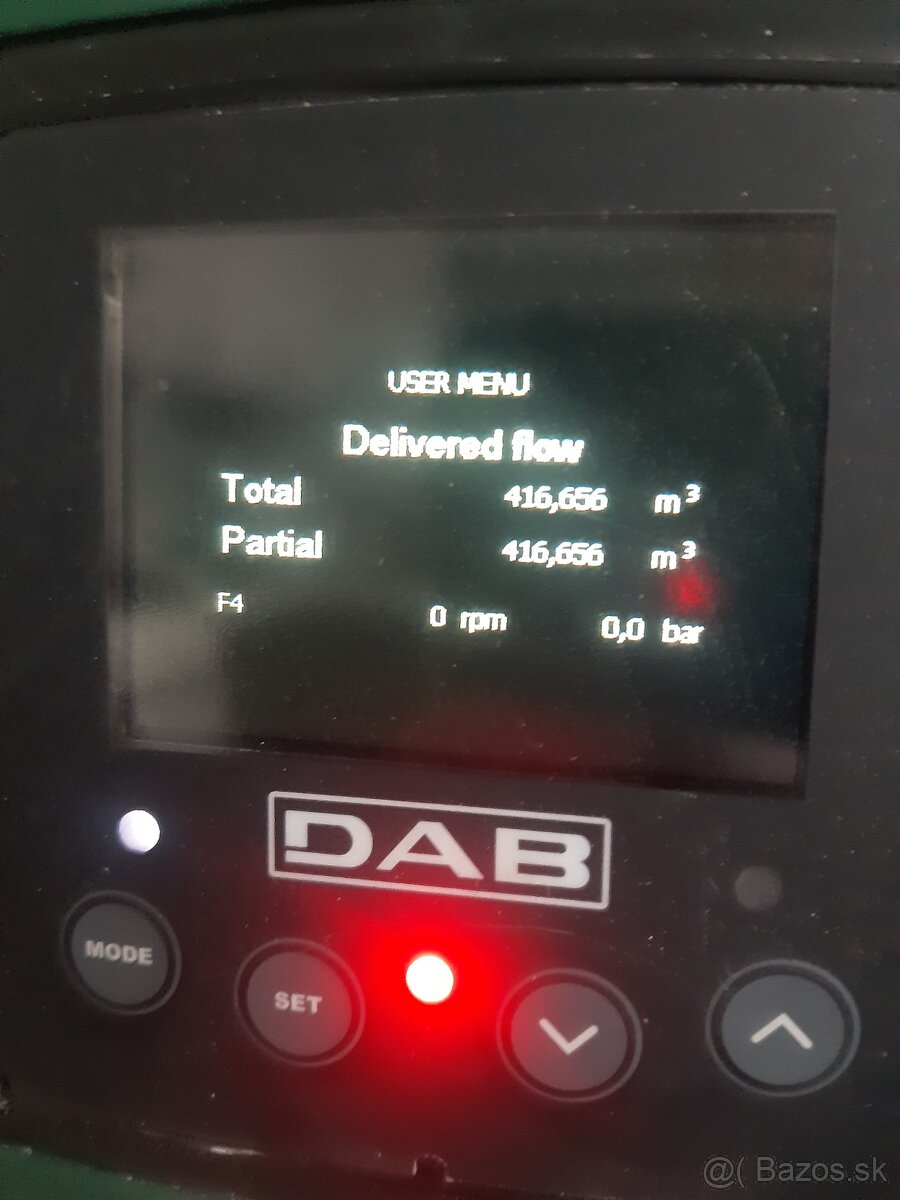 USER MENU
Delivered flow
Total 416,656 m³
Partial 416,656 m³
F4 0 rpm 0,0 bar
DAB
MODE
SET
@( Bazos.sk